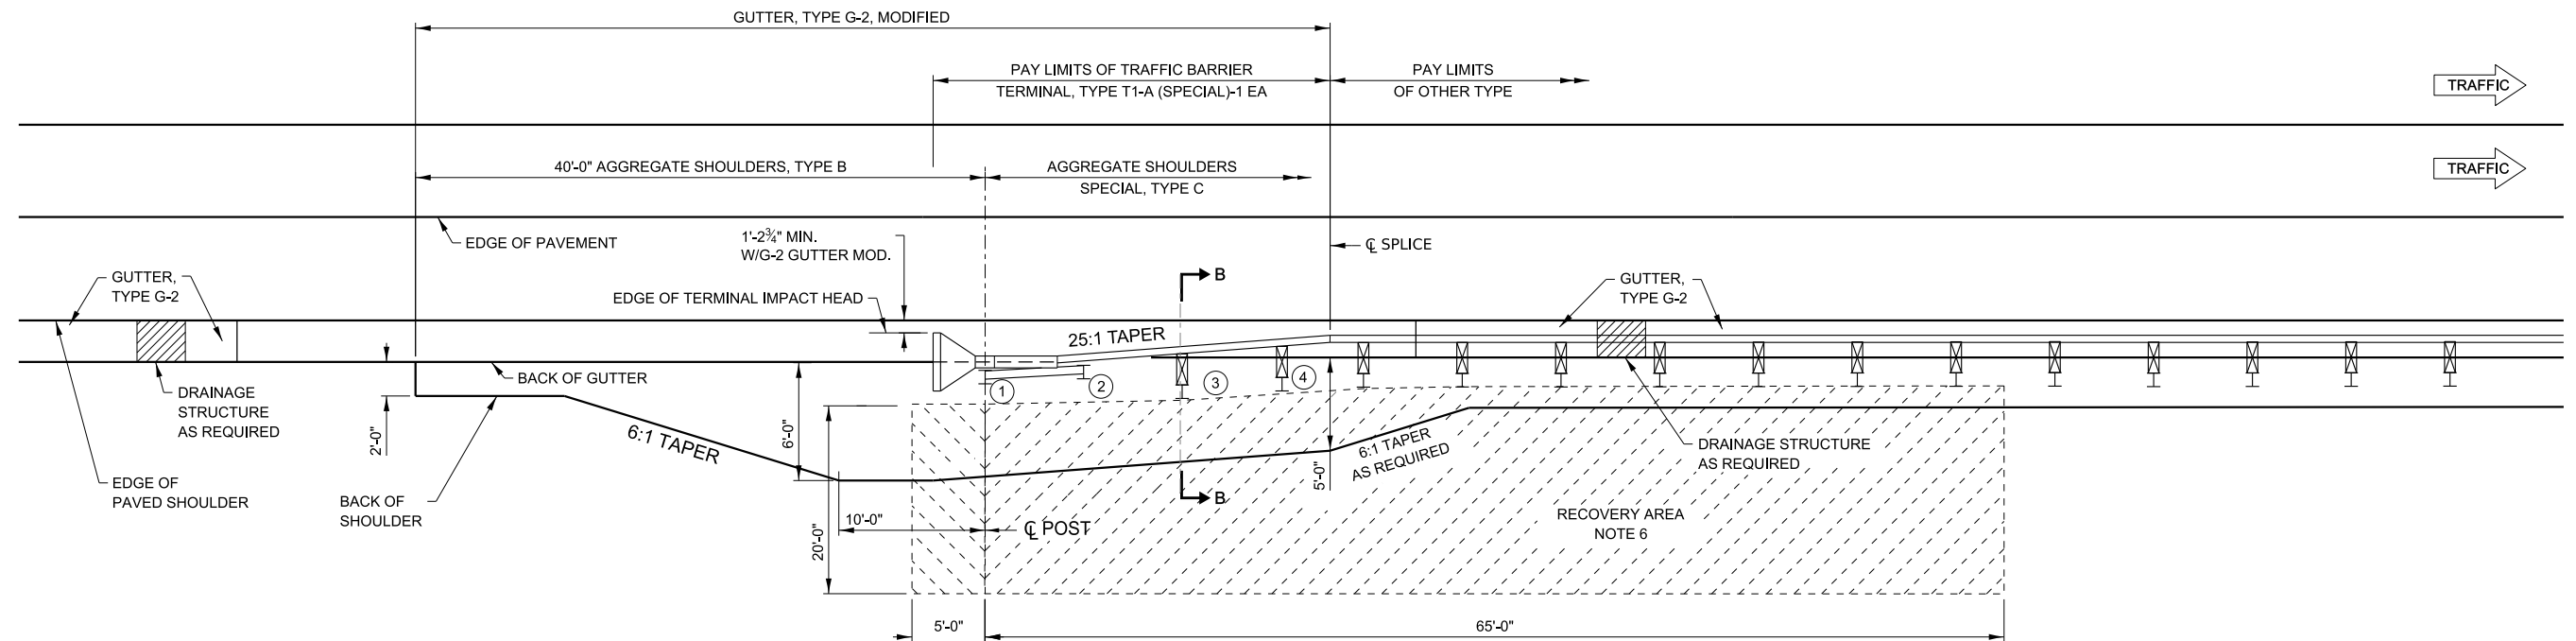 GUTTER, TYPE G-2, MODIFIED
PAY LIMITS OF TRAFFIC BARRIER
TERMINAL, TYPE T1-A (SPECIAL)-1 EA
PAY LIMITS
OF OTHER TYPE
TRAFFIC
40'-0" AGGREGATE SHOULDERS, TYPE B
AGGREGATE SHOULDERS
SPECIAL, TYPE C
TRAFFIC
EDGE OF PAVEMENT
1'-2¾" MIN.
W/G-2 GUTTER MOD.
℄ SPLICE
B
GUTTER,
TYPE G-2
EDGE OF TERMINAL IMPACT HEAD
GUTTER,
TYPE G-2
25:1 TAPER
BACK OF GUTTER
1
2
3
4
DRAINAGE
STRUCTURE
AS REQUIRED
2'-0"
6:1 TAPER
6'-0"
5'-0"
6:1 TAPER
AS REQUIRED
DRAINAGE STRUCTURE
AS REQUIRED
EDGE OF
PAVED SHOULDER
BACK OF
SHOULDER
B
10'-0"
℄ POST
20'-0"
RECOVERY AREA
NOTE 6
5'-0"
65'-0"